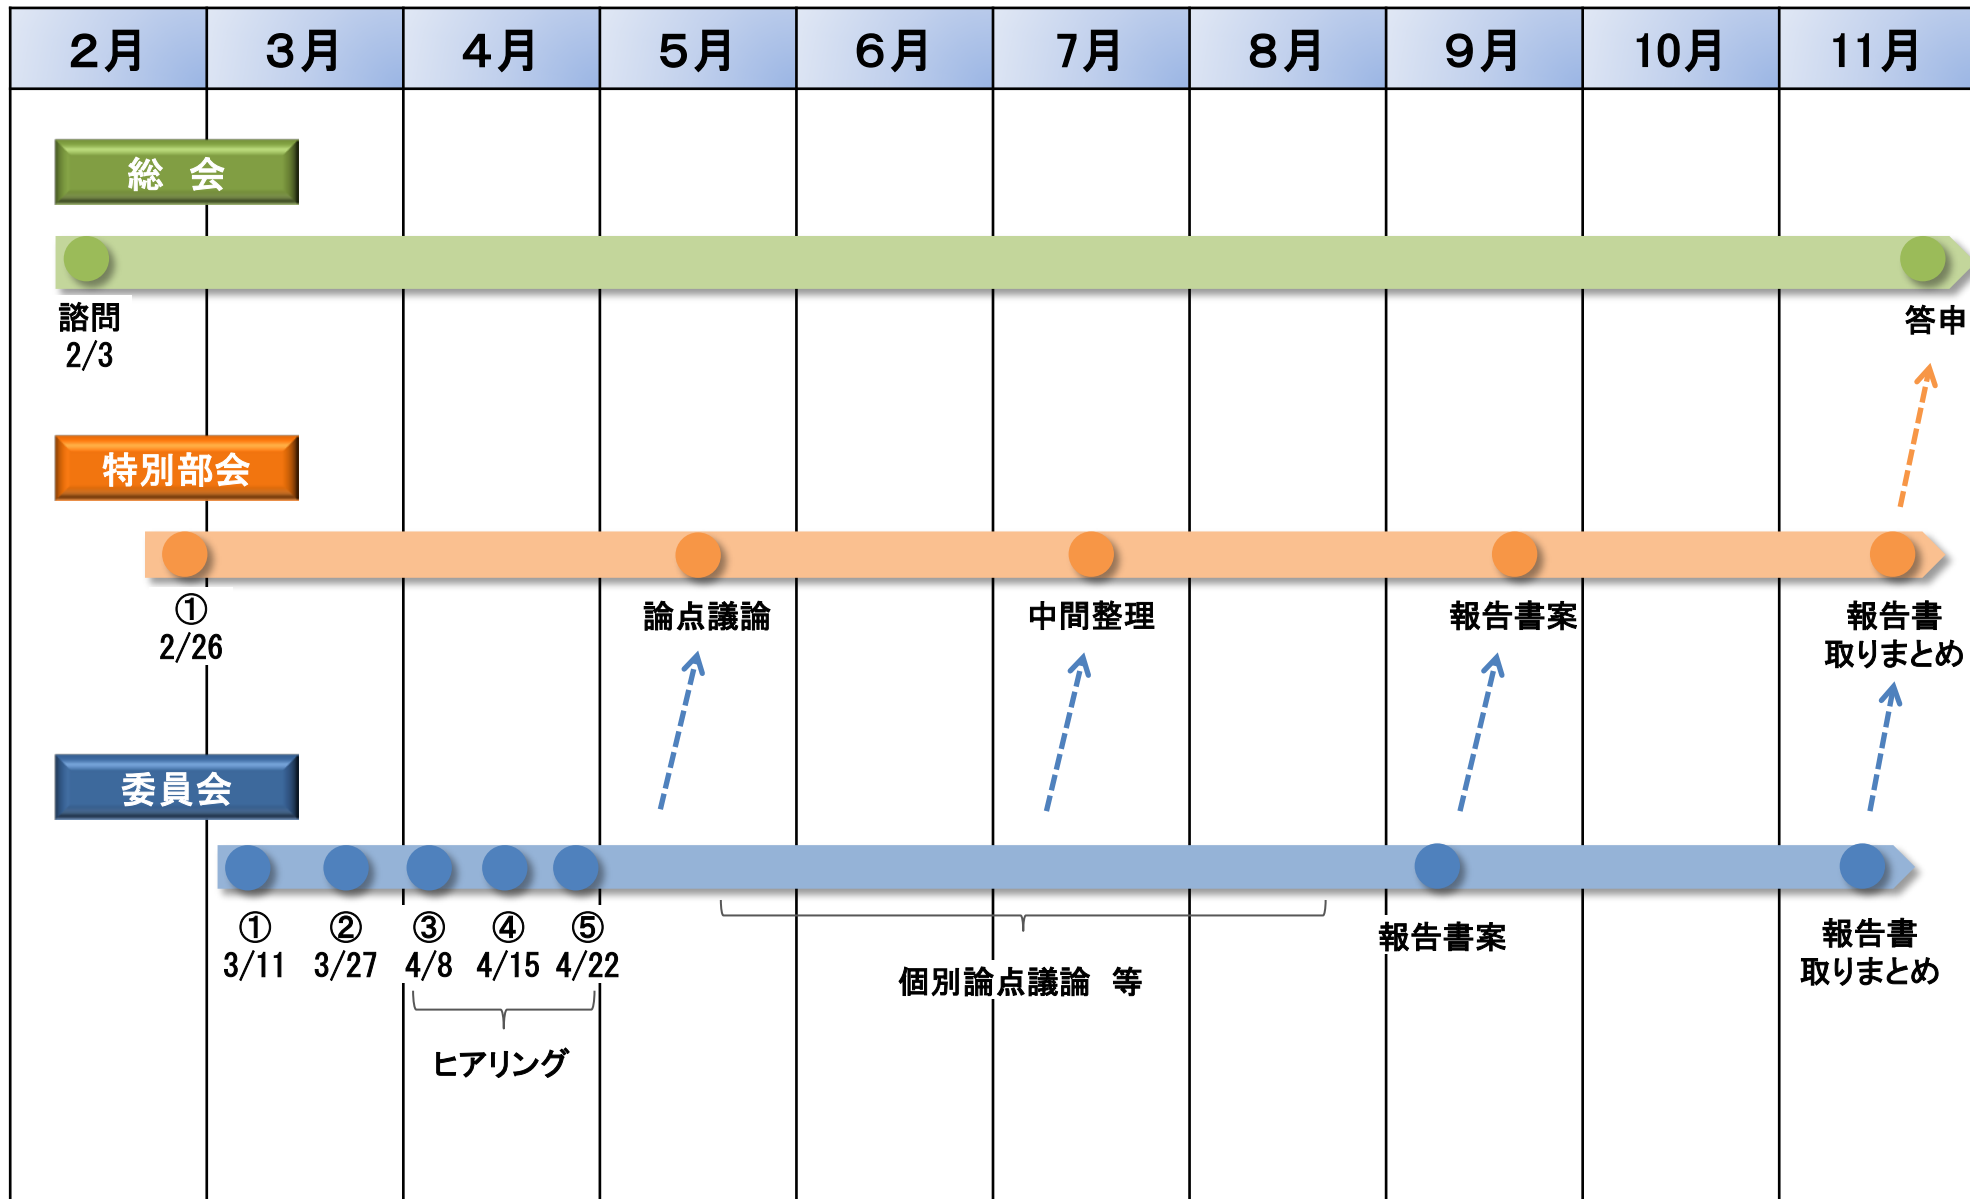 ２月
３月
４月
５月
６月
７月
８月
９月
10月
11月
総　会
諮問
2/3
答申
特別部会
①
2/26
論点議論
中間整理
報告書案
報告書
取りまとめ
委員会
①
3/11
②
3/27
③
4/8
④
4/15
⑤
4/22
ヒアリング
個別論点議論　等
報告書案
報告書
取りまとめ